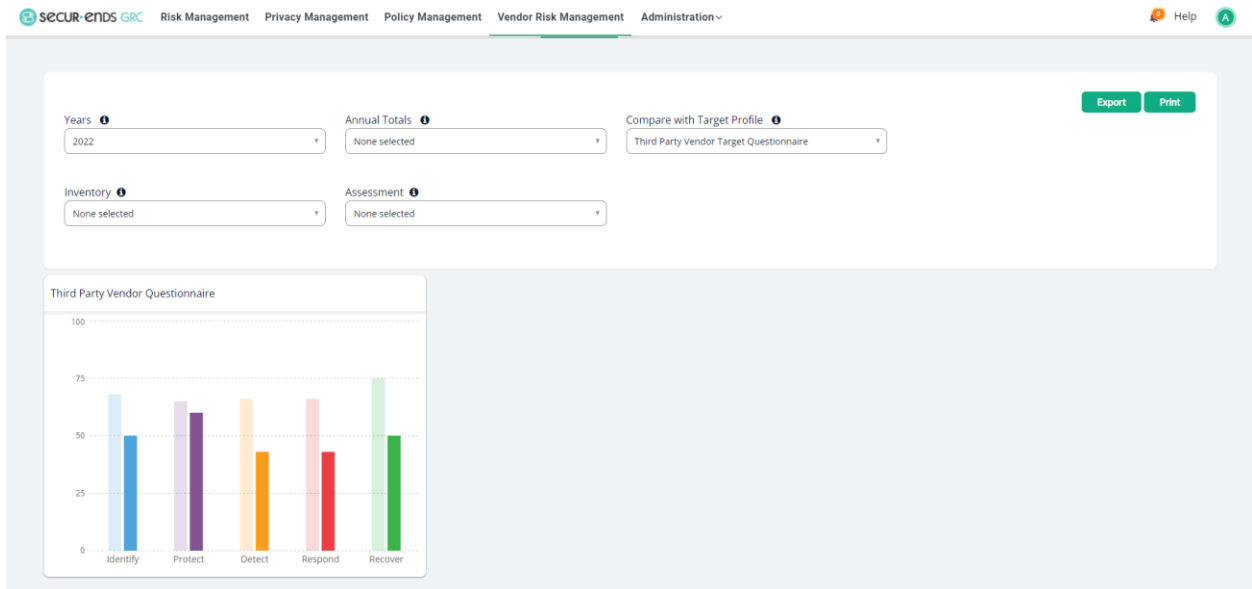 SECUR·ENDS GRC Risk Management Privacy Management Policy Management Vendor Risk Management Administration Help A
Export Print
Years Annual Totals Compare with Target Profile
2022 None selected Third Party Vendor Target Questionnaire
Inventory Assessment
None selected None selected
Third Party Vendor Questionnaire
100
75
50
25
0
Identify Protect Detect Respond Recover